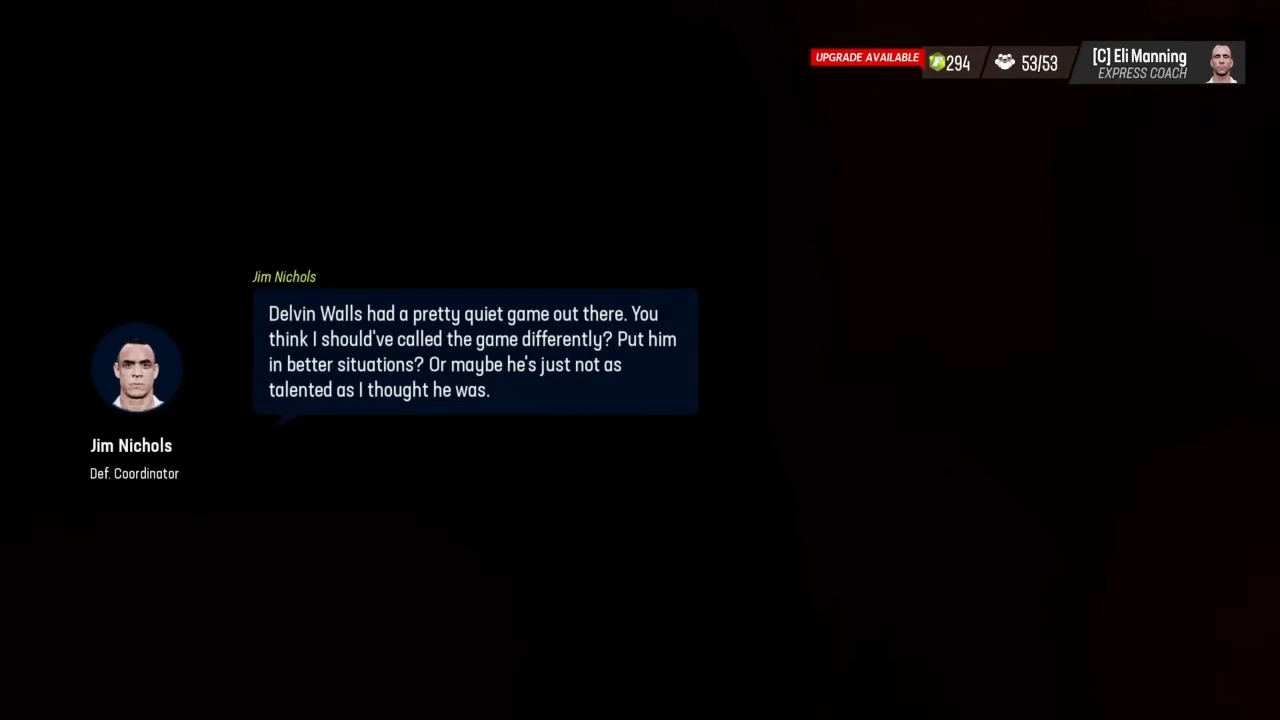 UPGRADE AVAILABLE
294
53/53
[C] Eli Manning
EXPRESS COACH
Jim Nichols
Delvin Walls had a pretty quiet game out there. You
think I should've called the game differently? Put him
in better situations? Or maybe he's just not as
talented as I thought he was.
Jim Nichols
Def. Coordinator